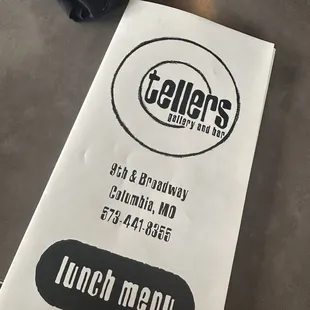 tellers
gallery and bar
9th & Broadway
Columbia, MO
573-441-8355
lunch menu